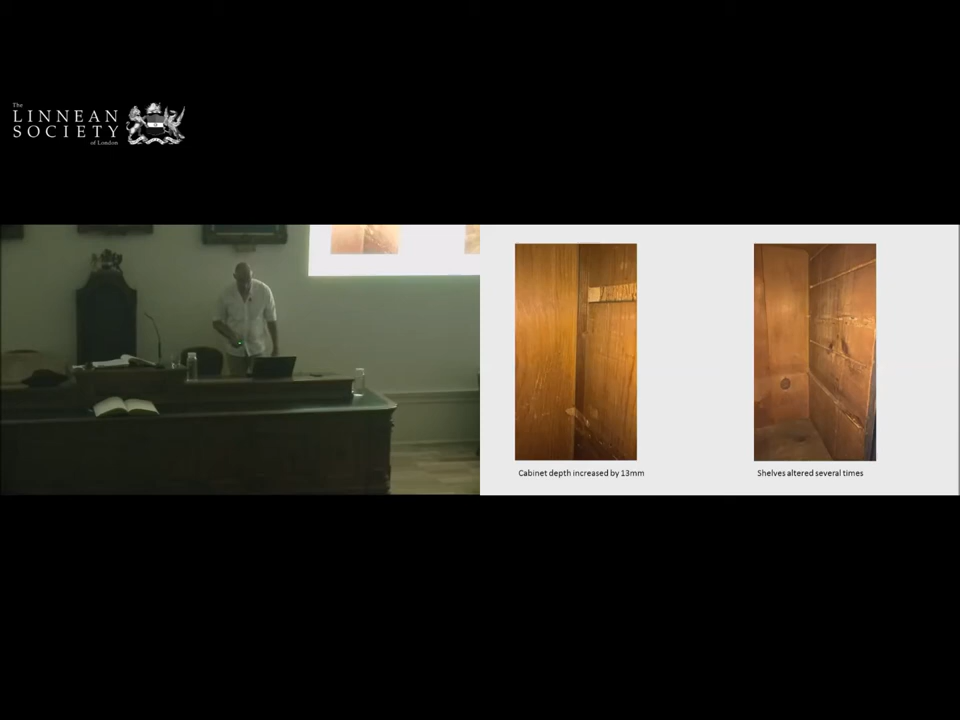 The
LINNEAN
SOCIETY
of London
Cabinet depth increased by 13mm
Shelves altered several times